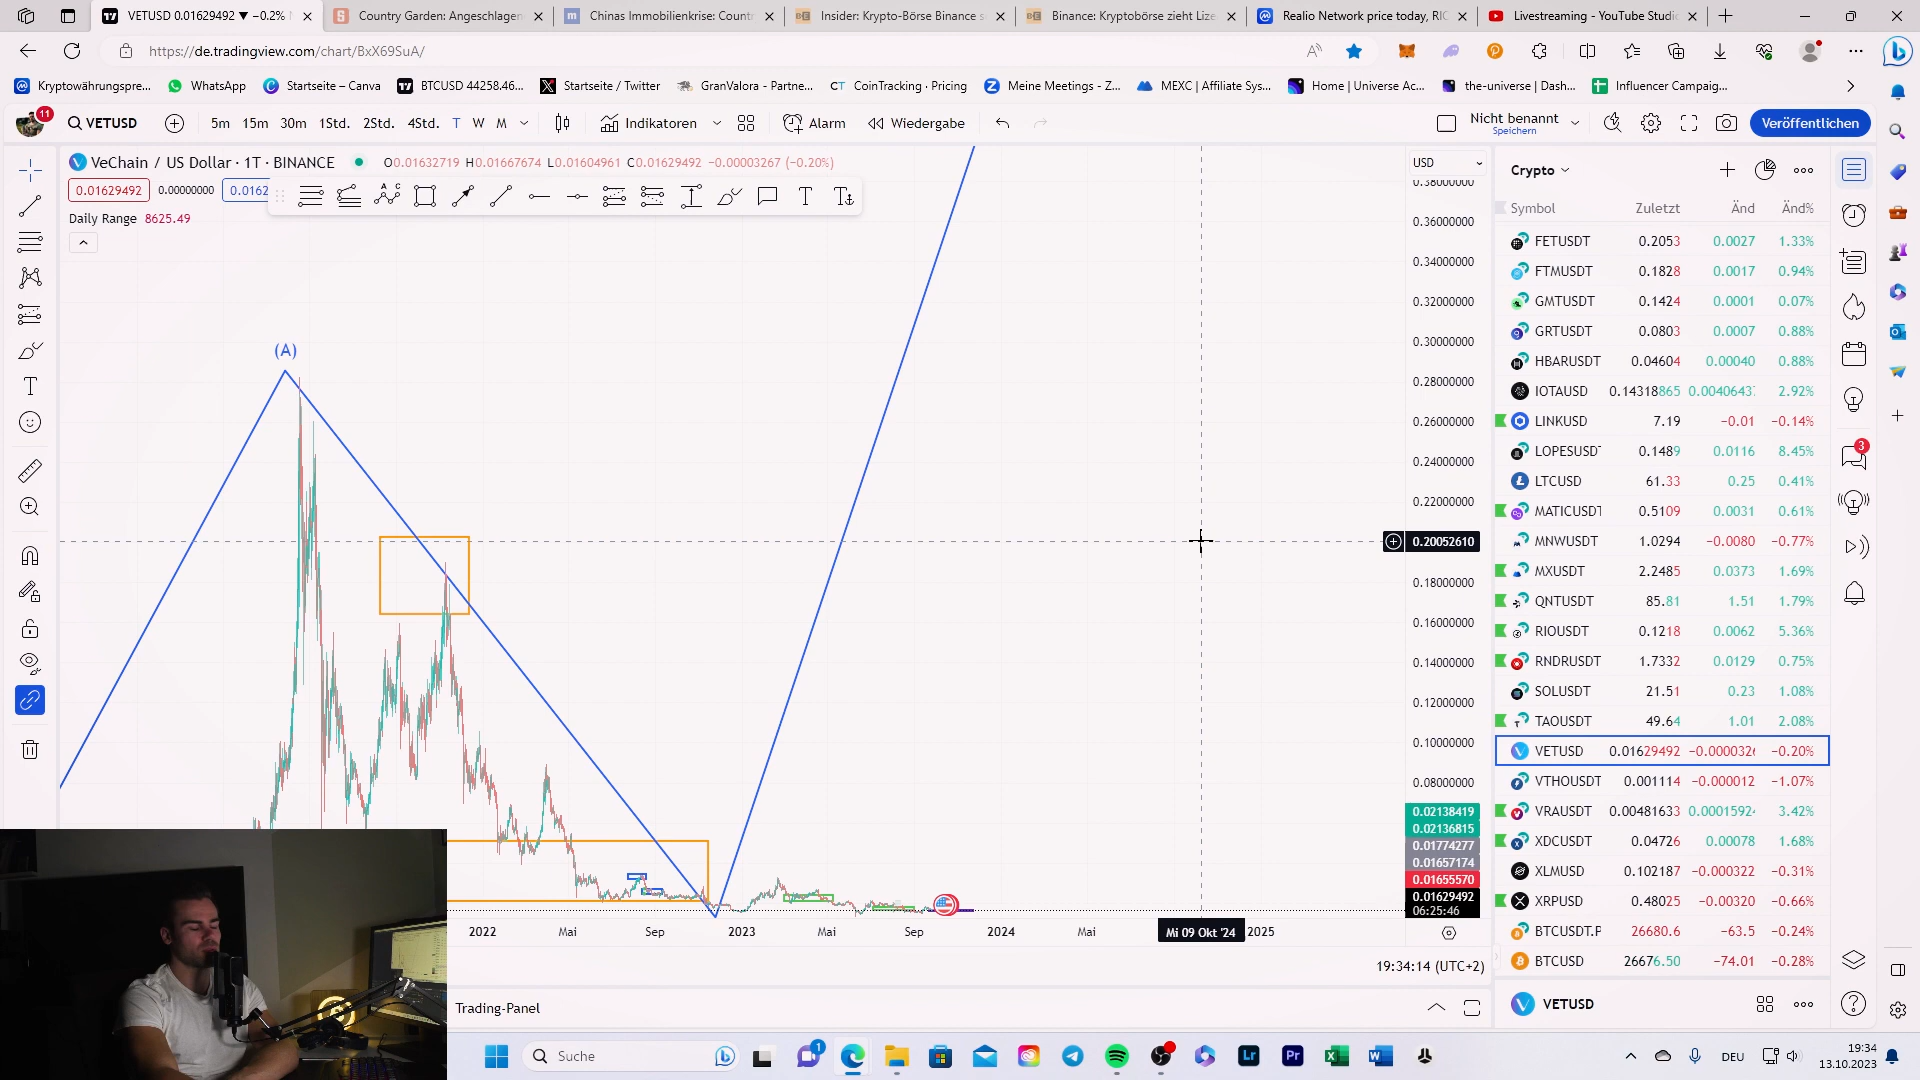 VETUSD 0.01629492 ▼ −0.2%
Country Garden: Angeschlagen
Chinas Immobilienkrise: Count
Insider: Krypto-Börse Binance s
Binance: Kryptobörse zieht Lize
Realio Network price today, RIO
Livestreaming - YouTube Studi
https://de.tradingview.com/chart/BxX69SuA/
Kryptowährungspre...
WhatsApp
Startseite – Canva
BTCUSD 44258.46...
Startseite / Twitter
GranValora - Partne...
CoinTracking · Pricing
Meine Meetings - Z...
MEXC | Affiliate Sys...
Home | Universe Ac...
the-universe | Dash...
Influencer Campaig...
11
VETUSD
5m 15m 30m 1Std. 2Std. 4Std. T W M
Indikatoren
Alarm
Wiedergabe
Nicht benannt
Speichern
Veröffentlichen
VeChain / US Dollar · 1T · BINANCE
O0.01632719 H0.01667674 L0.01604961 C0.01629492 −0.00003267 (−0.20%)
0.01629492 0.00000000 0.0162
Daily Range 8625.49
(A)
USD
0.38000000
0.36000000
0.34000000
0.32000000
0.30000000
0.28000000
0.26000000
0.24000000
0.22000000
0.20052610
0.18000000
0.16000000
0.14000000
0.12000000
0.10000000
0.08000000
0.02138419
0.02136815
0.01774277
0.01657174
0.01655570
0.01629492
06:25:46
2022 Mai Sep 2023 Mai Sep 2024 Mai Mi 09 Okt '24 2025
19:34:14 (UTC+2)
Trading-Panel
Crypto
Symbol Zuletzt Änd Änd%
FETUSDT 0.2053 0.0027 1.33%
FTMUSDT 0.1828 0.0017 0.94%
GMTUSDT 0.1424 0.0001 0.07%
GRTUSDT 0.0803 0.0007 0.88%
HBARUSDT 0.04604 0.00040 0.88%
IOTAUSD 0.14318865 0.0040643 2.92%
LINKUSD 7.19 −0.01 −0.14%
LOPESUSDT 0.1489 0.0116 8.45%
LTCUSD 61.33 0.25 0.41%
MATICUSDT 0.5109 0.0031 0.61%
MNWUSDT 1.0294 −0.0080 −0.77%
MXUSDT 2.2485 0.0373 1.69%
QNTUSDT 85.81 1.51 1.79%
RIOUSDT 0.1218 0.0062 5.36%
RNDRUSDT 1.7332 0.0129 0.75%
SOLUSDT 21.51 0.23 1.08%
TAOUSDT 49.64 1.01 2.08%
VETUSD 0.01629492 −0.0000326 −0.20%
VTHOUSDT 0.001114 −0.000012 −1.07%
VRAUSDT 0.00481633 0.00015924 3.42%
XDCUSDT 0.04726 0.00078 1.68%
XLMUSD 0.102187 −0.000322 −0.31%
XRPUSD 0.48025 −0.00320 −0.66%
BTCUSDT.P 26680.6 −63.5 −0.24%
BTCUSD 26676.50 −74.01 −0.28%
VETUSD
3
Suche
1
DEU
19:34
13.10.2023